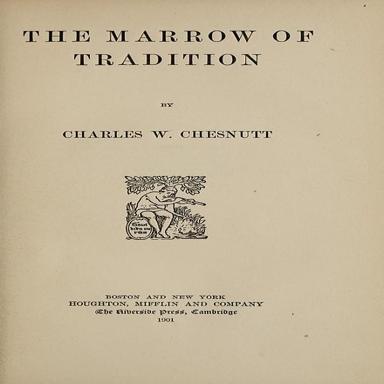 THE MARROW OF
TRADITION
BY
CHARLES W. CHESNUTT
BOSTON AND NEW YORK
HOUGHTON, MIFFLIN AND COMPANY
The Riverside Press, Cambridge
1901